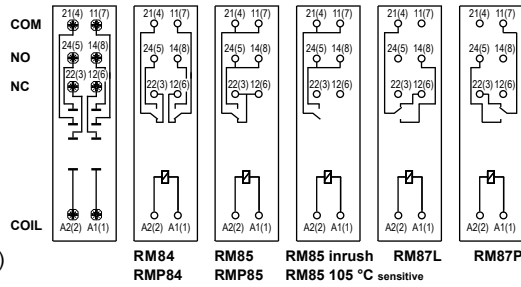 21(4) 11(7) 21(4) 11(7) 21(4) 11(7) 21(4) 11(7) 21(4) 11(7) 21(4) 11(7)
COM
24(5) 14(8) 24(5) 14(8) 24(5) 14(8) 24(5) 14(8) 24(5) 14(8) 24(5) 14(8)
NO
22(3) 12(6) 22(3) 12(6) 22(3) 12(6) 22(3) 12(6) 22(3) 12(6) 22(3) 12(6)
NC
COIL
A2(2) A1(1) A2(2) A1(1) A2(2) A1(1) A2(2) A1(1) A2(2) A1(1) A2(2) A1(1)
RM84 RM85 RM85 inrush RM87L RM87P
) RMP84 RMP85 RM85 105 °C sensitive